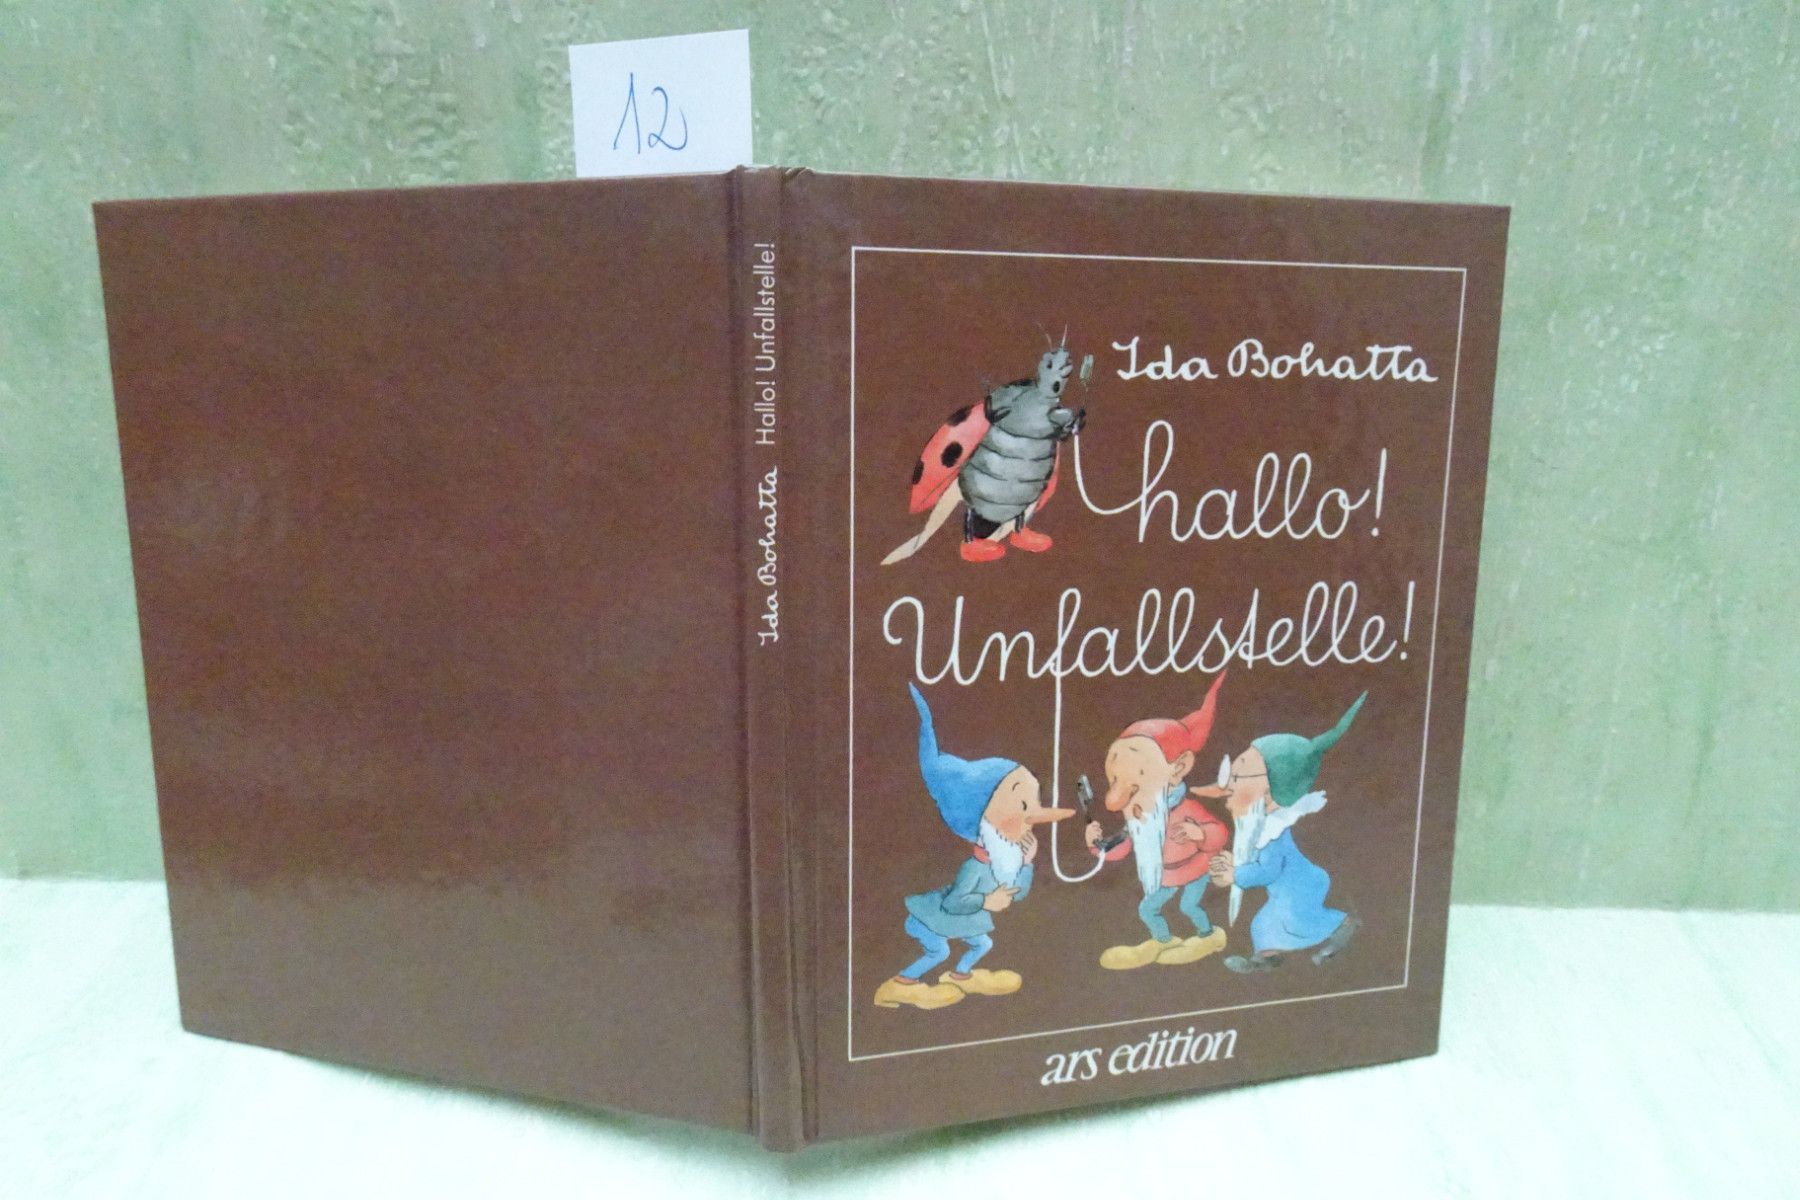 12
Ida Bohatta Hallo! Unfallstelle!
Ida Bohatta
hallo!
Unfallstelle!
ars edition